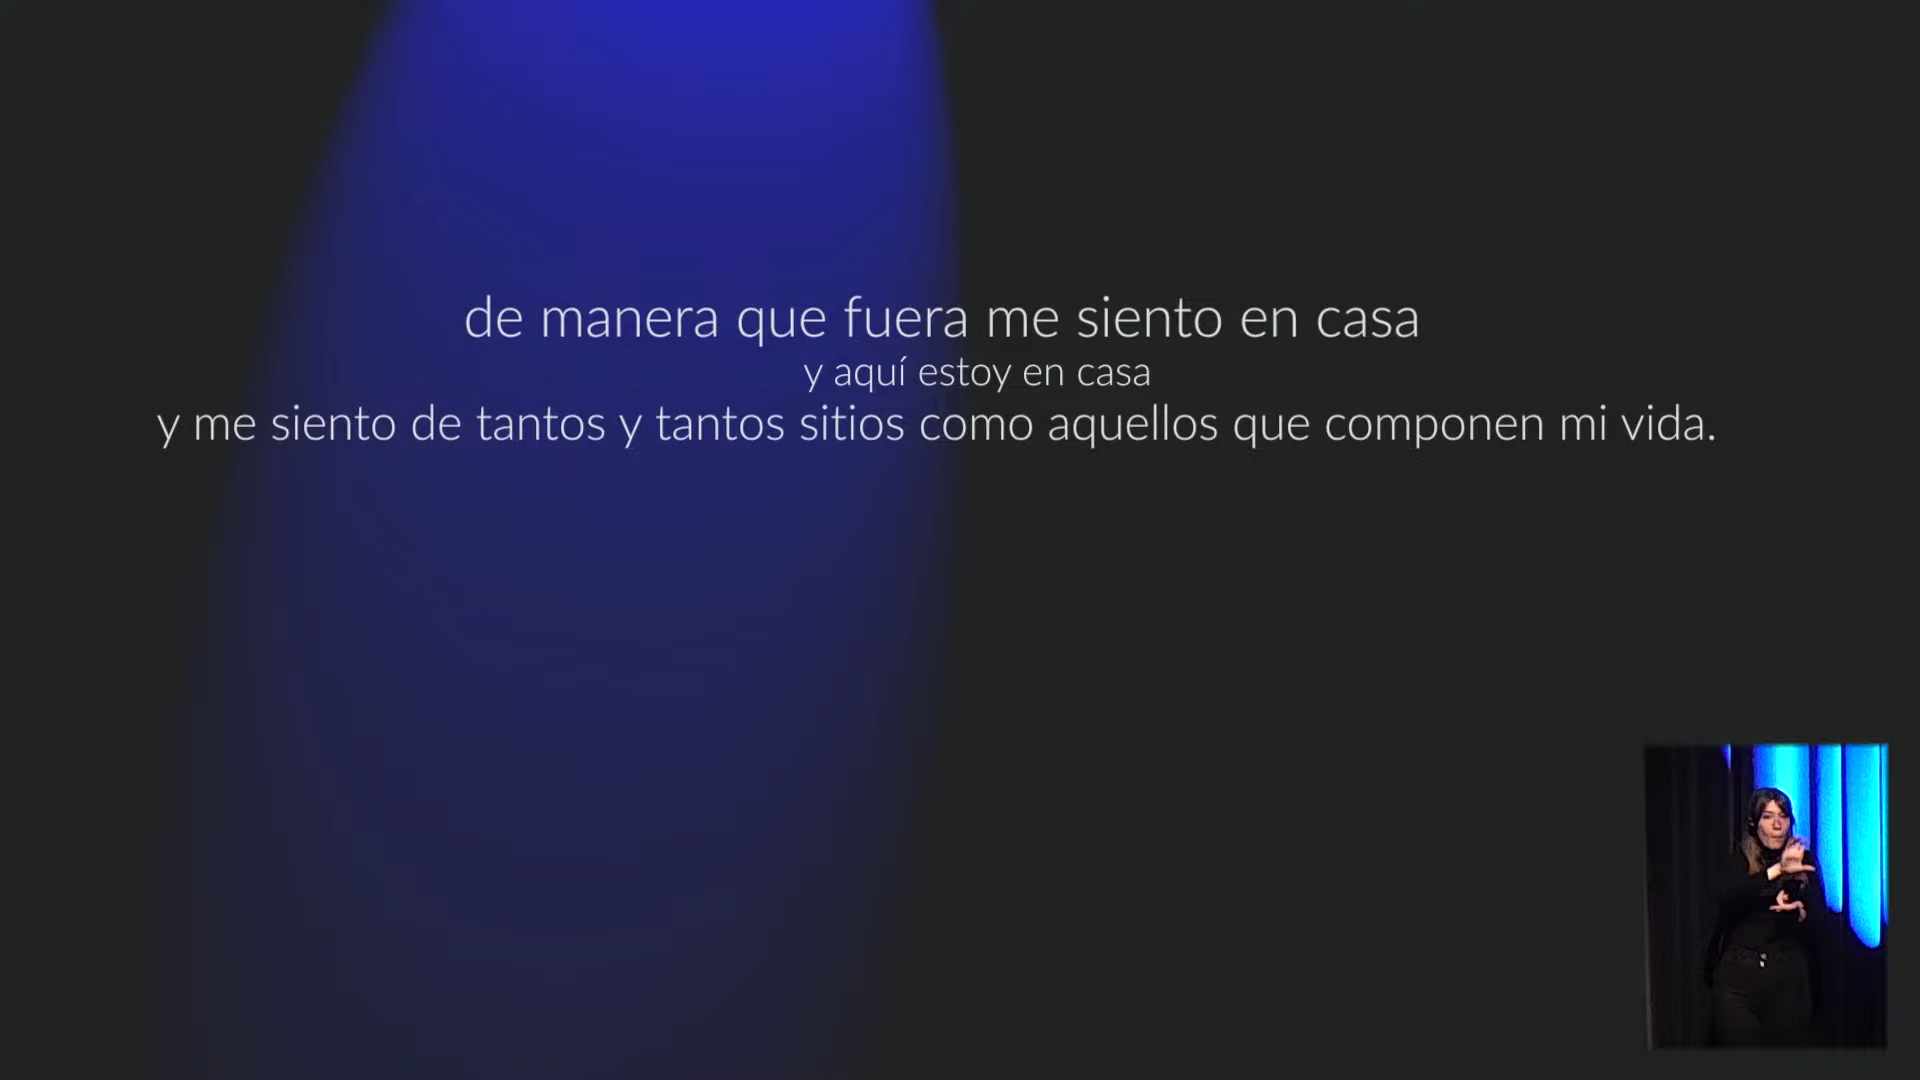 de manera que fuera me siento en casa
y aquí estoy en casa
y me siento de tantos y tantos sitios como aquellos que componen mi vida.